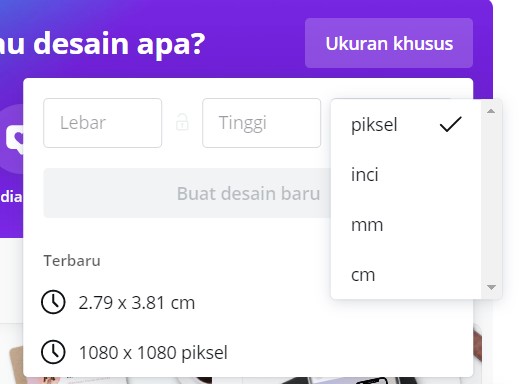 au desain apa?
Ukuran khusus
Lebar
Tinggi
piksel
inci
mm
cm
dia
Buat desain baru
Terbaru
2.79 x 3.81 cm
1080 x 1080 piksel